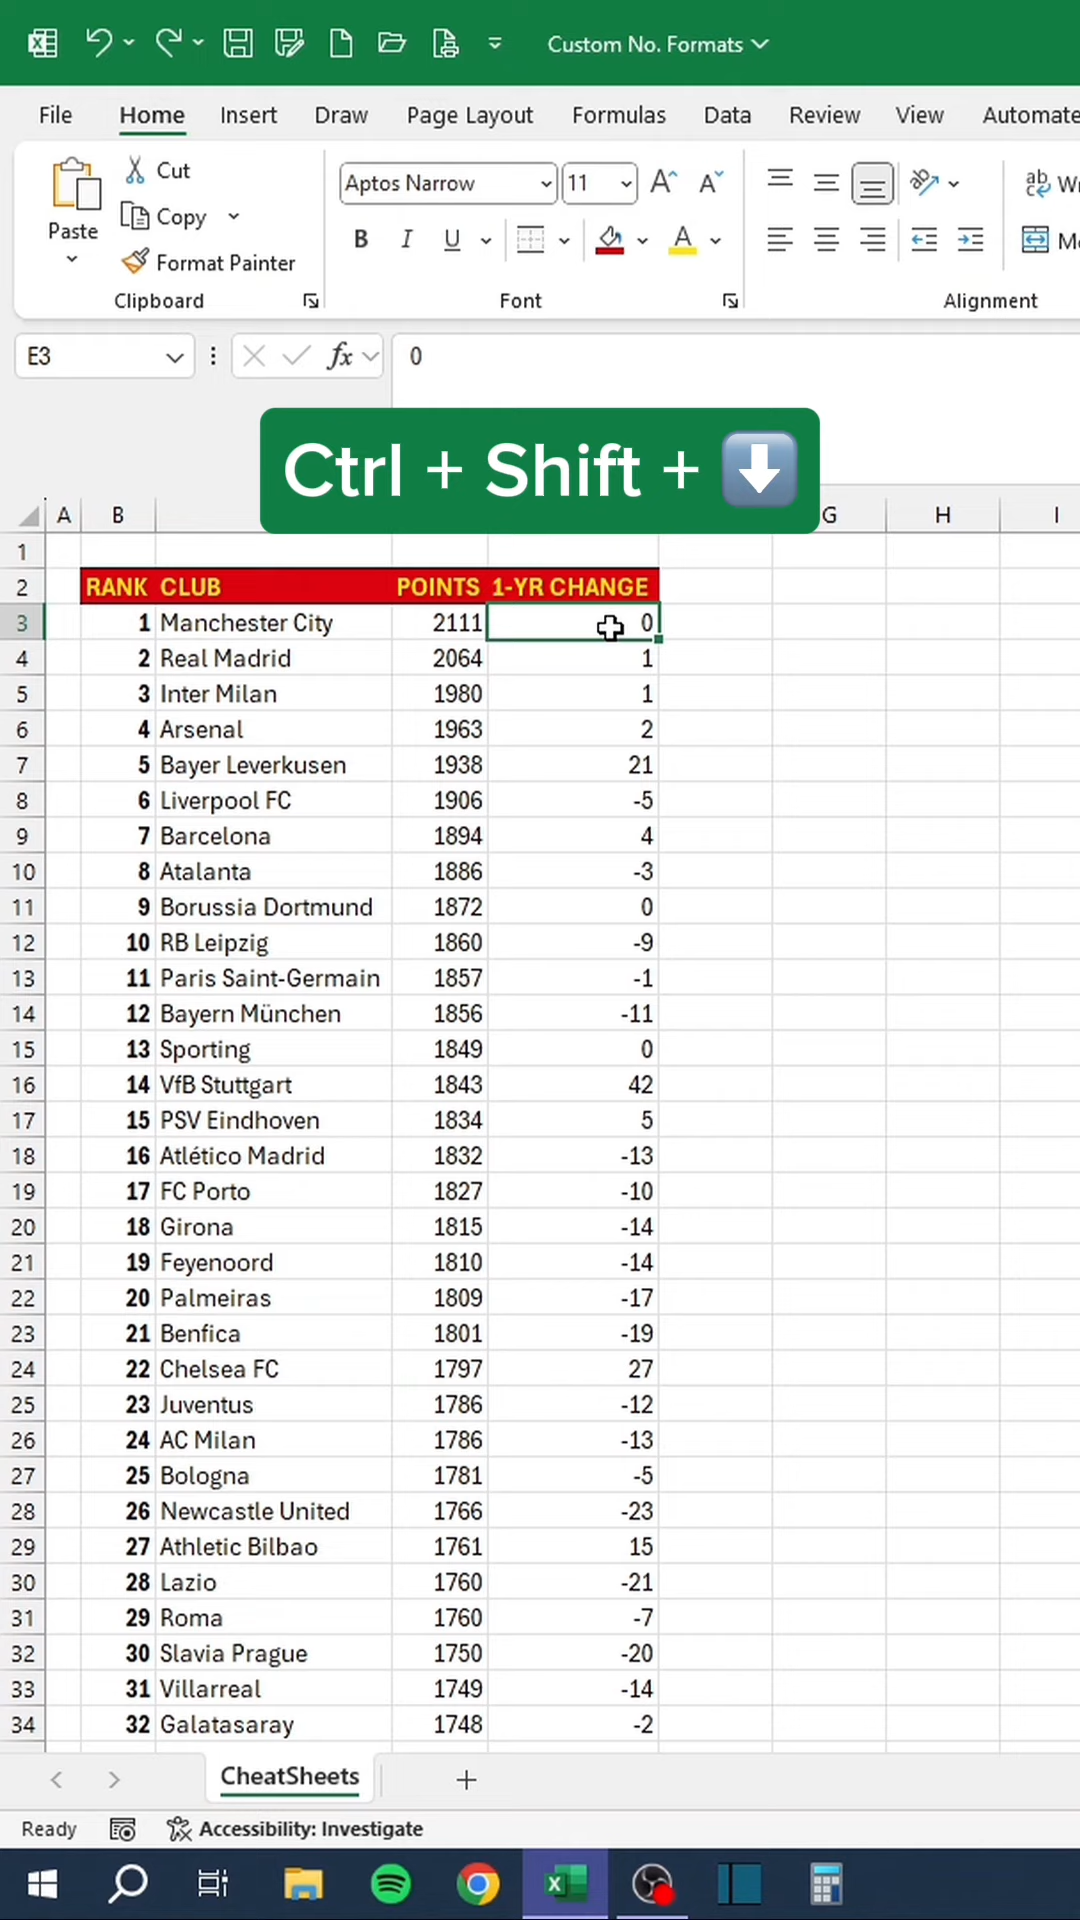 Custom No. Formats
File Home Insert Draw Page Layout Formulas Data Review View Automate
Paste
Cut
Copy
Format Painter
Clipboard
Aptos Narrow 11
B I U A
Font
ab
Alignment
E3 fx 0
Ctrl + Shift + ⬇️
A B G H I
1
2 RANK CLUB POINTS 1-YR CHANGE
3 1 Manchester City 2111 0
4 2 Real Madrid 2064 1
5 3 Inter Milan 1980 1
6 4 Arsenal 1963 2
7 5 Bayer Leverkusen 1938 21
8 6 Liverpool FC 1906 -5
9 7 Barcelona 1894 4
10 8 Atalanta 1886 -3
11 9 Borussia Dortmund 1872 0
12 10 RB Leipzig 1860 -9
13 11 Paris Saint-Germain 1857 -1
14 12 Bayern München 1856 -11
15 13 Sporting 1849 0
16 14 VfB Stuttgart 1843 42
17 15 PSV Eindhoven 1834 5
18 16 Atlético Madrid 1832 -13
19 17 FC Porto 1827 -10
20 18 Girona 1815 -14
21 19 Feyenoord 1810 -14
22 20 Palmeiras 1809 -17
23 21 Benfica 1801 -19
24 22 Chelsea FC 1797 27
25 23 Juventus 1786 -12
26 24 AC Milan 1786 -13
27 25 Bologna 1781 -5
28 26 Newcastle United 1766 -23
29 27 Athletic Bilbao 1761 15
30 28 Lazio 1760 -21
31 29 Roma 1760 -7
32 30 Slavia Prague 1750 -20
33 31 Villarreal 1749 -14
34 32 Galatasaray 1748 -2
CheatSheets
Ready Accessibility: Investigate